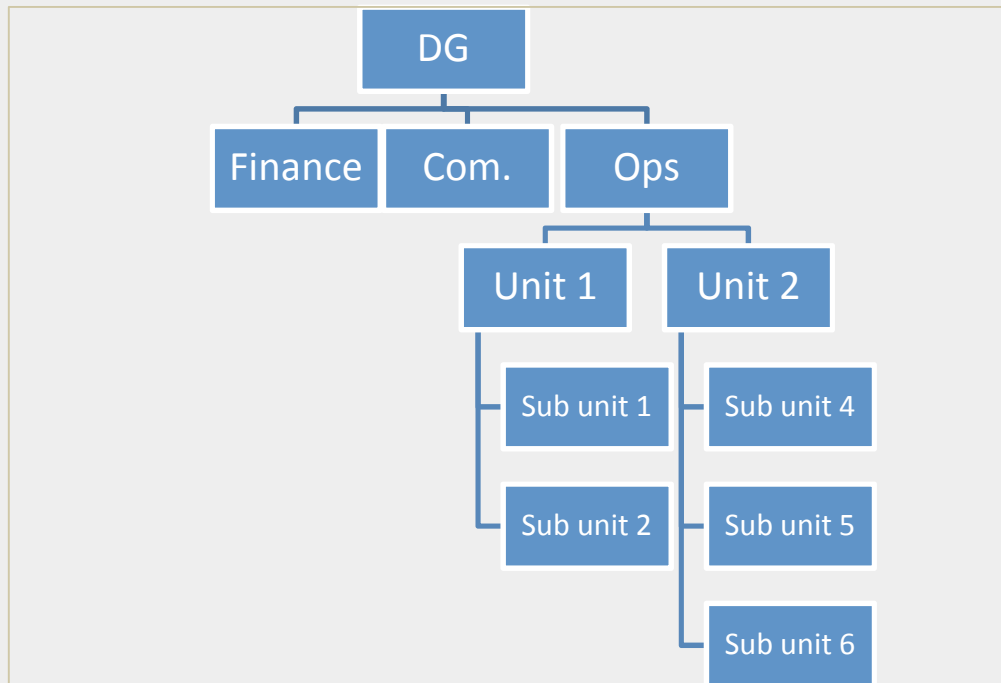 DG
Finance
Com.
Ops
Unit 1
Unit 2
Sub unit 1
Sub unit 4
Sub unit 2
Sub unit 5
Sub unit 6